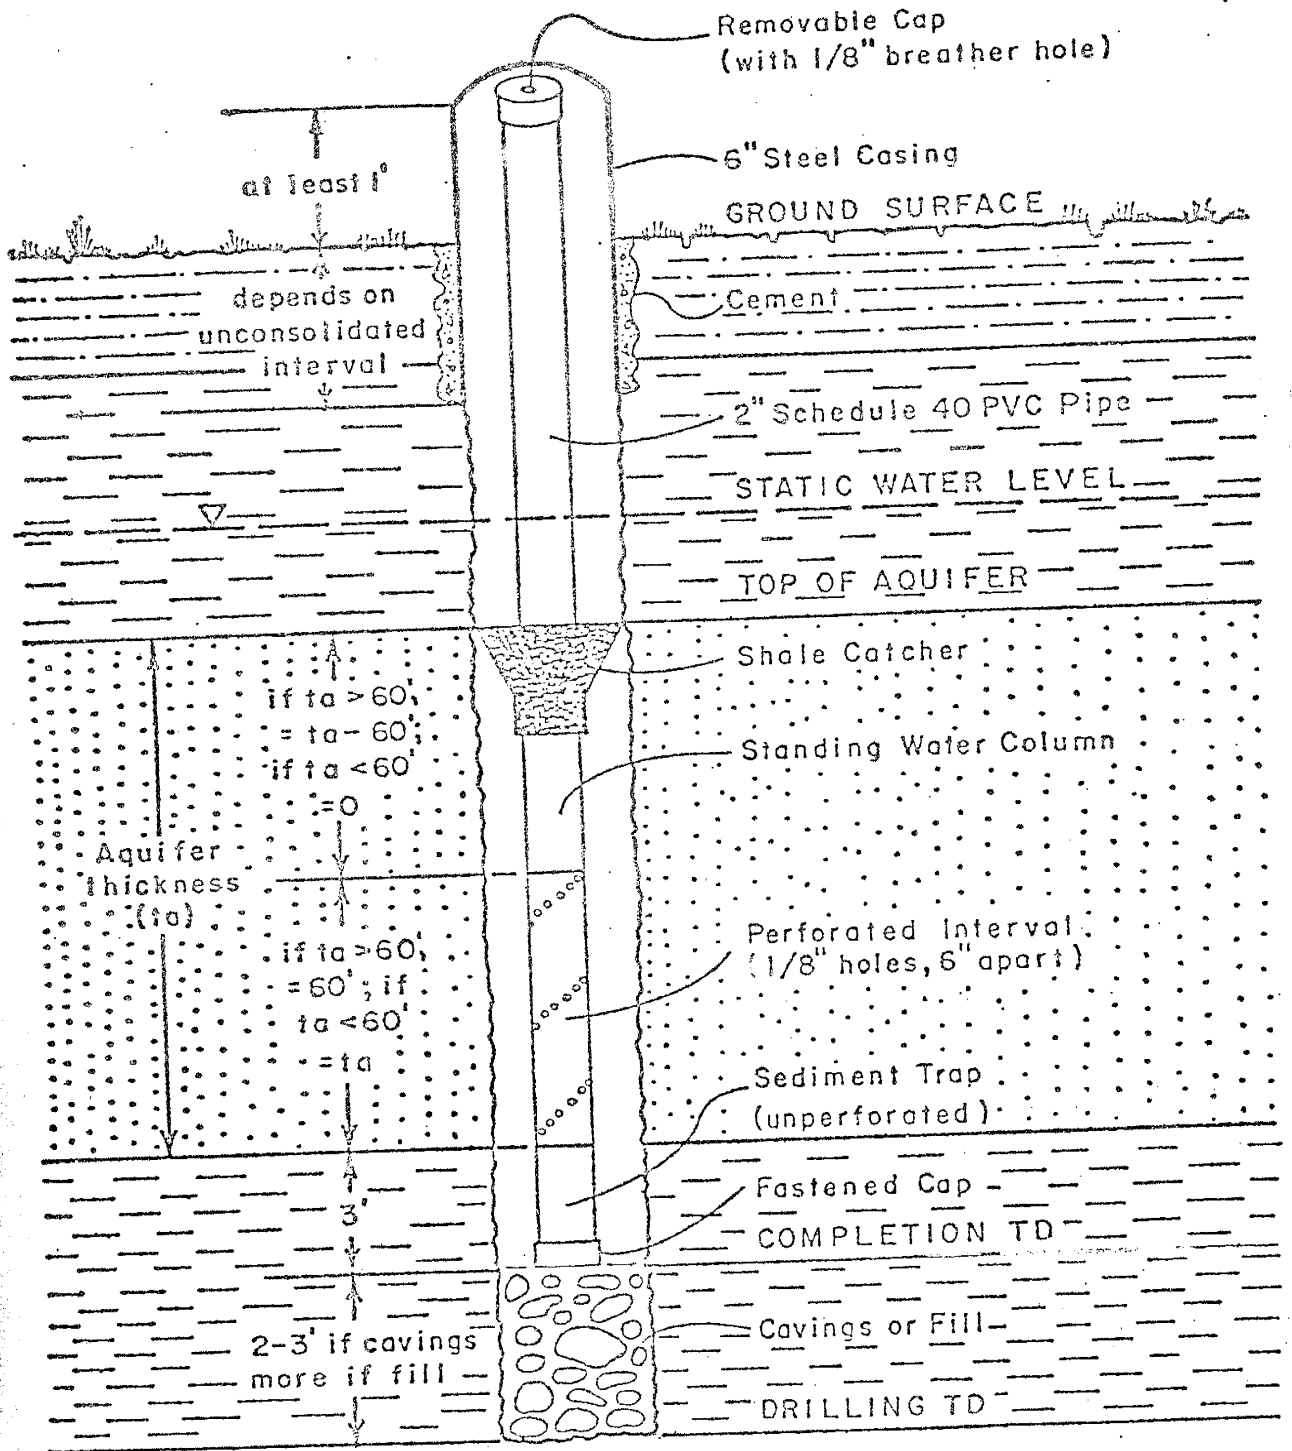 Removable Cap
(with 1/8" breather hole)
6" Steel Casing
at least 1'
GROUND SURFACE
depends on
unconsolidated
interval
Cement
2" Schedule 40 PVC Pipe
STATIC WATER LEVEL
TOP OF AQUIFER
Shale Catcher
if ta > 60',
= ta - 60';
if ta < 60'
= 0
Standing Water Column
Aquifer
thickness
(ta)
if ta > 60',
= 60'; if
ta < 60'
= ta
Perforated Interval
(1/8" holes, 6" apart)
Sediment Trap
(unperforated)
3'
Fastened Cap
COMPLETION TD
2-3' if cavings
more if fill
Cavings or Fill
DRILLING TD